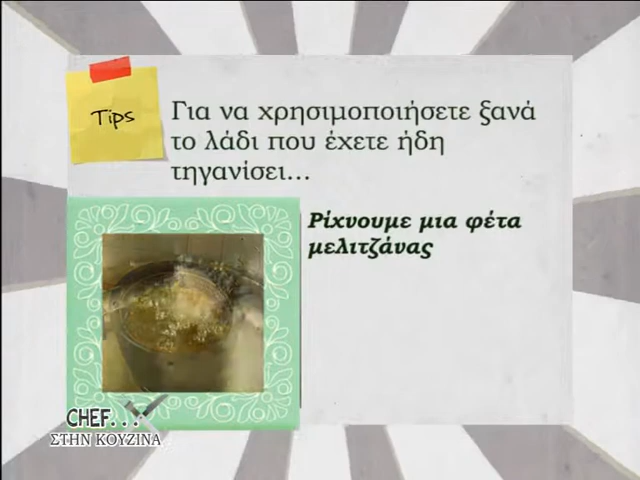 Tips
Για να χρησιμοποιήσετε ξανά
το λάδι που έχετε ήδη
τηγανίσει...
Ρίχνουμε μια φέτα
μελιτζάνας
CHEF...
ΣΤΗΝ ΚΟΥΖΙΝΑ